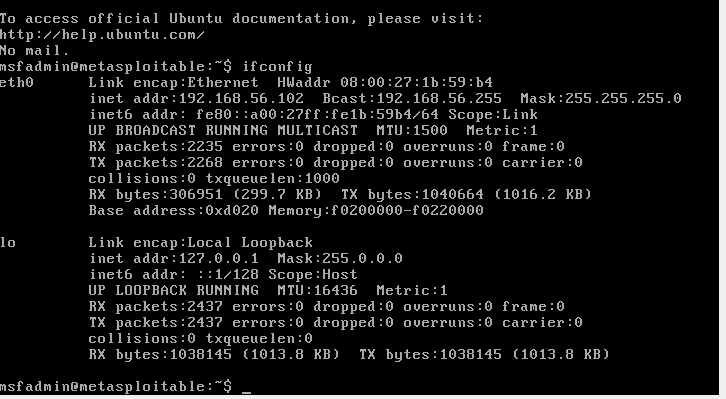 To access official Ubuntu documentation, please visit:
http://help.ubuntu.com/
No mail.
msfadmin@metasploitable:~$ ifconfig
eth0      Link encap:Ethernet  HWaddr 08:00:27:1b:59:b4
          inet addr:192.168.56.102  Bcast:192.168.56.255  Mask:255.255.255.0
          inet6 addr: fe80::a00:27ff:fe1b:59b4/64 Scope:Link
          UP BROADCAST RUNNING MULTICAST  MTU:1500  Metric:1
          RX packets:2235 errors:0 dropped:0 overruns:0 frame:0
          TX packets:2268 errors:0 dropped:0 overruns:0 carrier:0
          collisions:0 txqueuelen:1000
          RX bytes:306951 (299.7 KB)  TX bytes:1040664 (1016.2 KB)
          Base address:0xd020 Memory:f0200000-f0220000
lo        Link encap:Local Loopback
          inet addr:127.0.0.1  Mask:255.0.0.0
          inet6 addr: ::1/128 Scope:Host
          UP LOOPBACK RUNNING  MTU:16436  Metric:1
          RX packets:2437 errors:0 dropped:0 overruns:0 frame:0
          TX packets:2437 errors:0 dropped:0 overruns:0 carrier:0
          collisions:0 txqueuelen:0
          RX bytes:1038145 (1013.8 KB)  TX bytes:1038145 (1013.8 KB)
msfadmin@metasploitable:~$ _